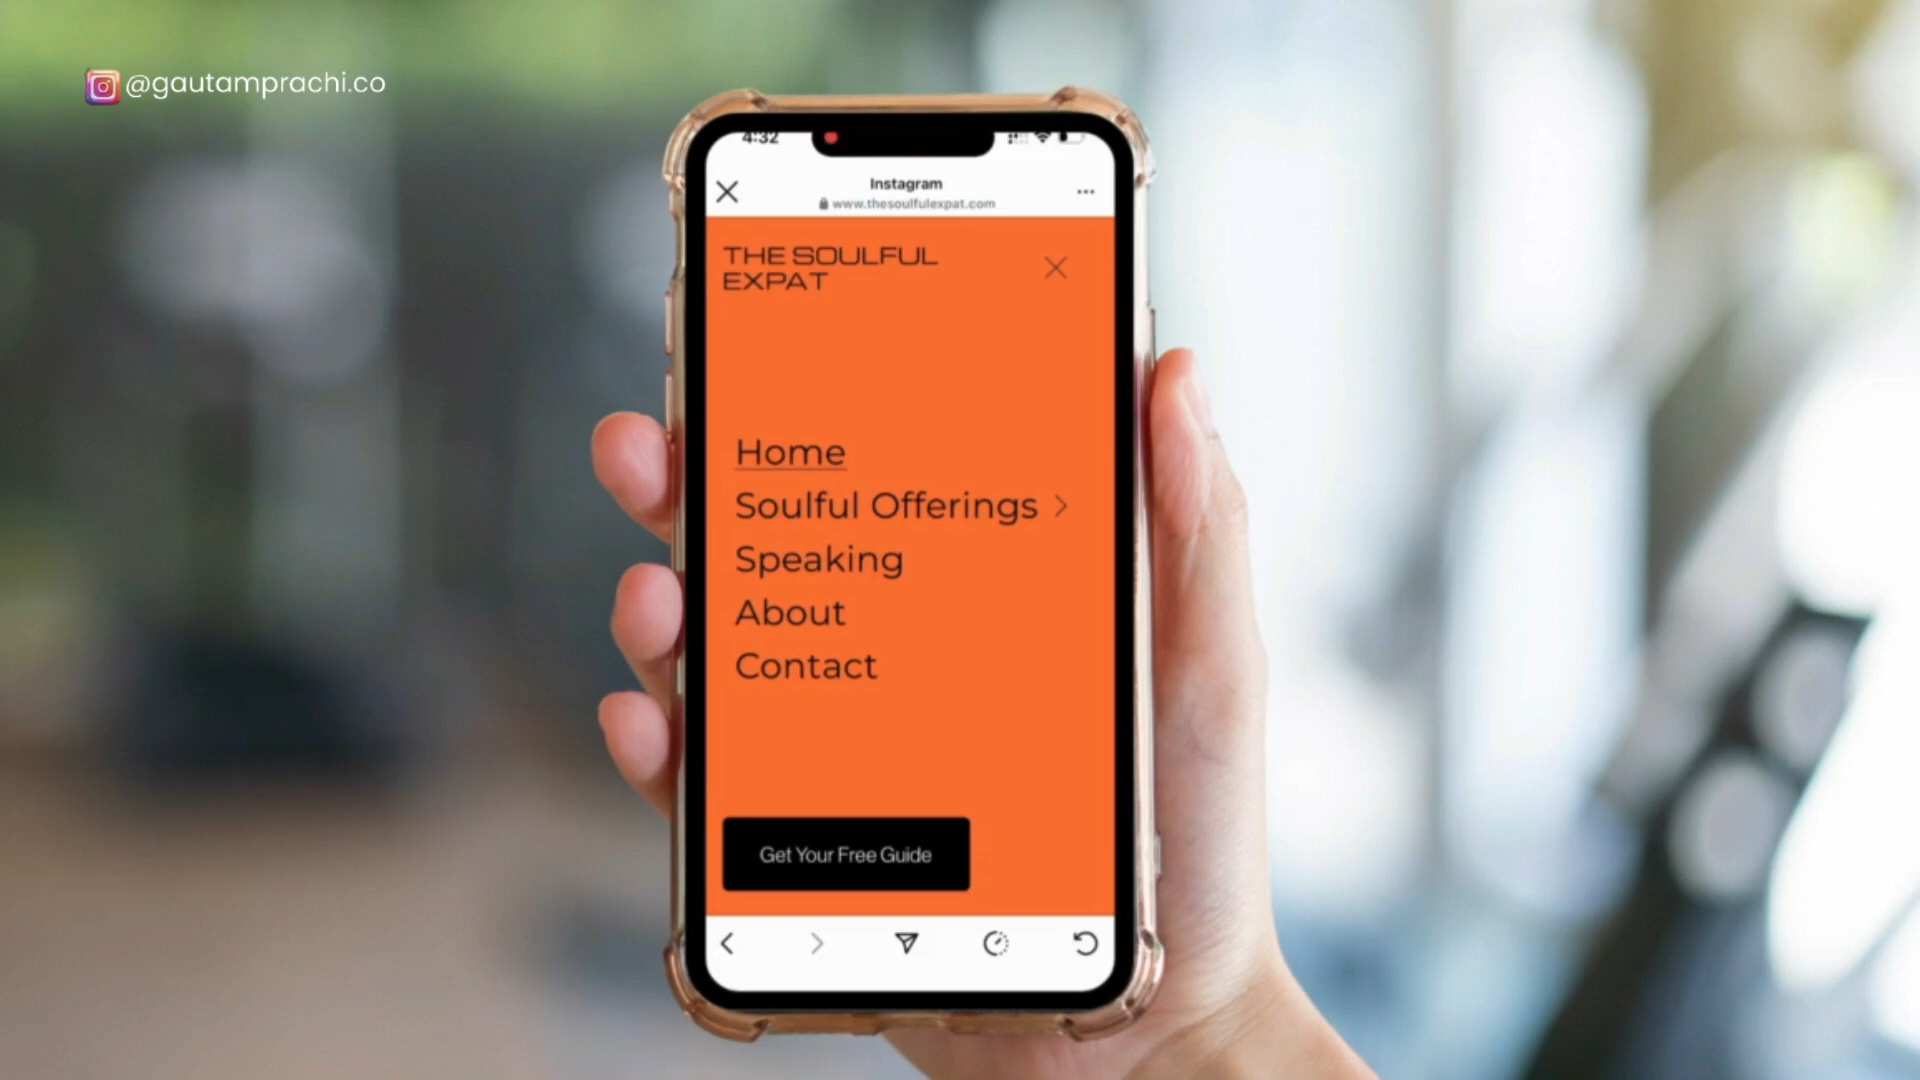 @gautamprachi.co
4:32
Instagram
www.thesoulfulexpat.com
THE SOULFUL
EXPAT
Home
Soulful Offerings
Speaking
About
Contact
Get Your Free Guide